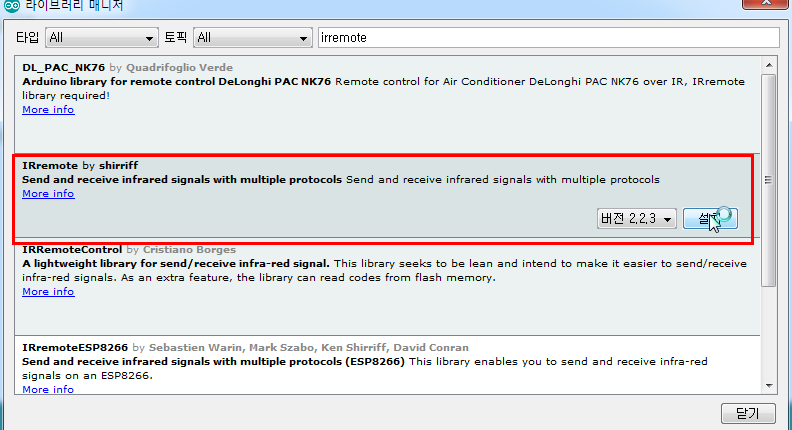 라이브러리 매니저
타입 All 토픽 All irremote
DL_PAC_NK76 by Quadrifoglio Verde
Arduino library for remote control DeLonghi PAC NK76 Remote control for Air Conditioner DeLonghi PAC NK76 over IR, IRremote
library required!
More info
IRremote by shirriff
Send and receive infrared signals with multiple protocols Send and receive infrared signals with multiple protocols
More info
버전 2.2.3
IRRemoteControl by Cristiano Borges
A lightweight library for send/receive infra-red signal. This library seeks to be lean and intend to make it easier to send/receive
infra-red signals. As an extra feature, the library can read codes from flash memory.
More info
IRremoteESP8266 by Sebastien Warin, Mark Szabo, Ken Shirriff, David Conran
Send and receive infrared signals with multiple protocols (ESP8266) This library enables you to send and receive infra-red
signals on an ESP8266.
More info
닫기